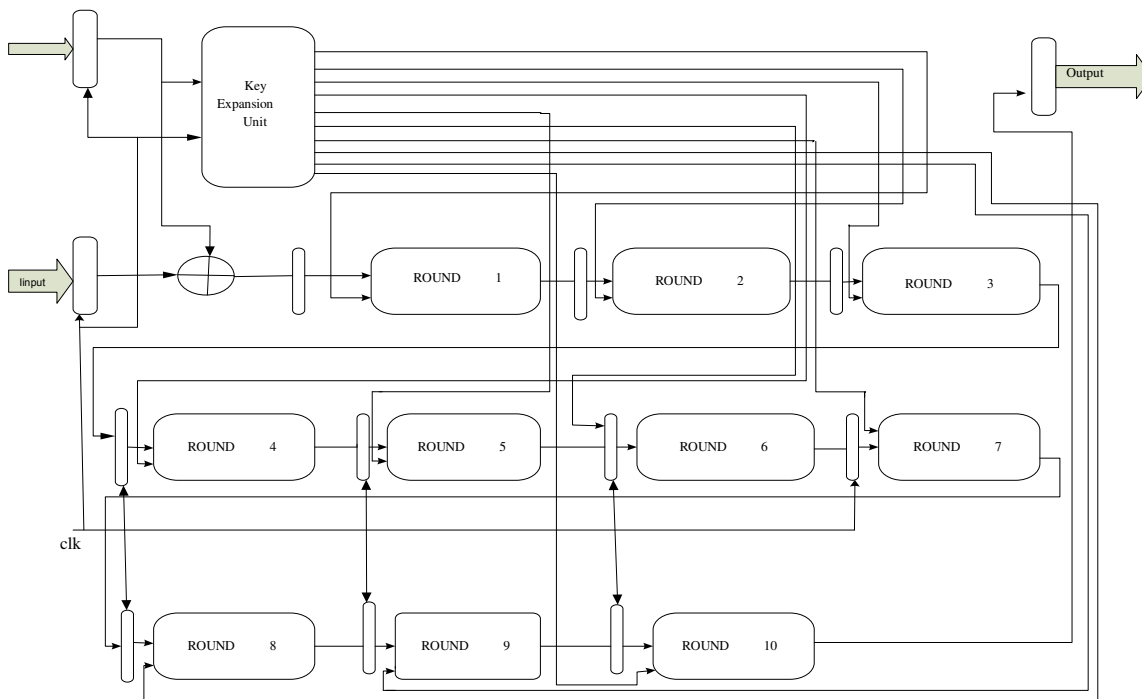 Key
Expansion
Unit
Output
Iinput
ROUND 1
ROUND 2
ROUND 3
ROUND 4
ROUND 5
ROUND 6
ROUND 7
clk
ROUND 8
ROUND 9
ROUND 10